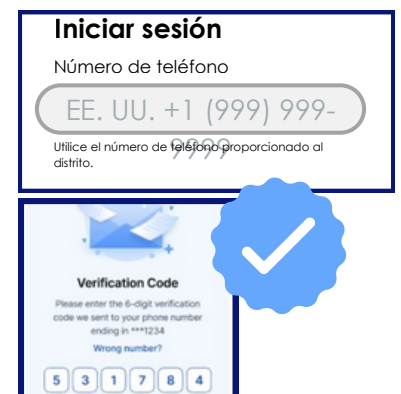 Iniciar sesión
Número de teléfono
EE. UU. +1 (999) 999-
9999
Utilice el número de teléfono proporcionado al
distrito.
Verification Code
Please enter the 6-digit verification
code we sent to your phone number
ending in ***1234
Wrong number?
5 3 1 7 8 4